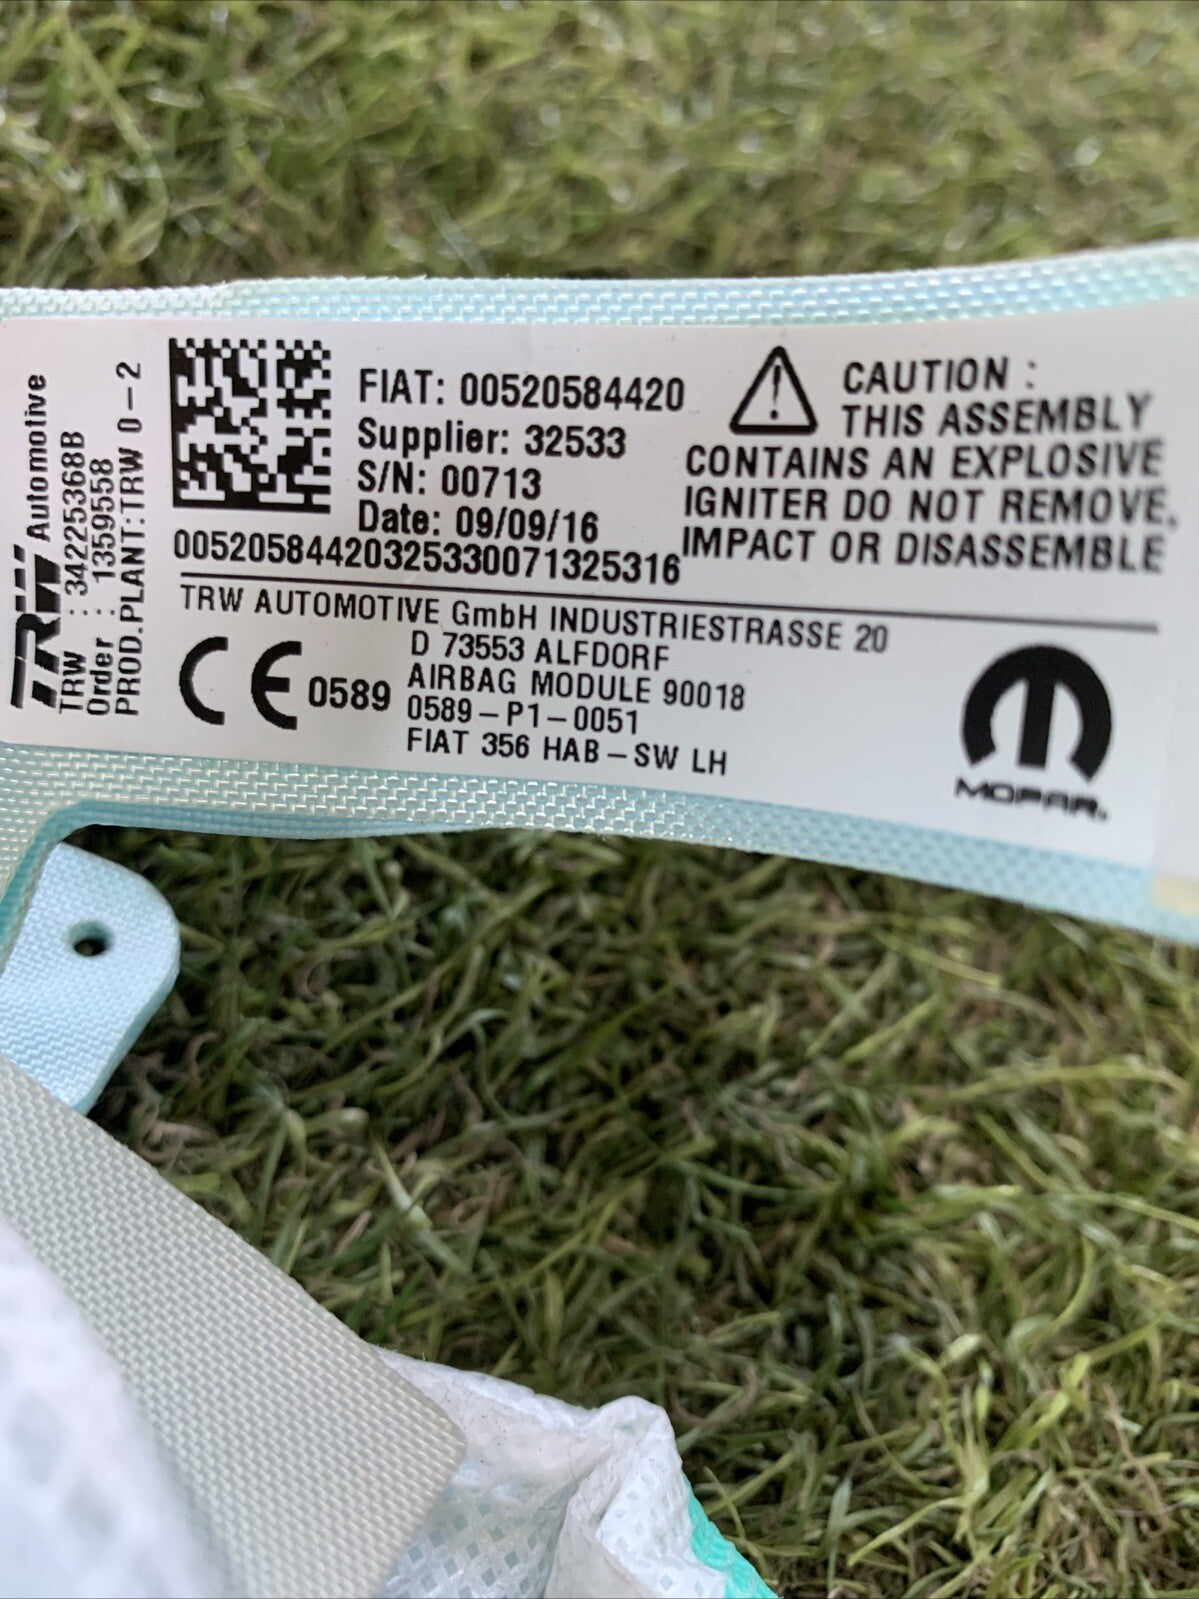 TRW Automotive
TRW : 34225368B
Order : 1359558
PROD.PLANT:TRW 0-2
FIAT: 00520584420
Supplier: 32533
S/N: 00713
Date: 09/09/16
00520584420325330071325316
CAUTION :
THIS ASSEMBLY
CONTAINS AN EXPLOSIVE
IGNITER DO NOT REMOVE,
IMPACT OR DISASSEMBLE
TRW AUTOMOTIVE GmbH INDUSTRIESTRASSE 20
D 73553 ALFDORF
CE 0589
AIRBAG MODULE 90018
0589-P1-0051
FIAT 356 HAB-SW LH
MOPAR.